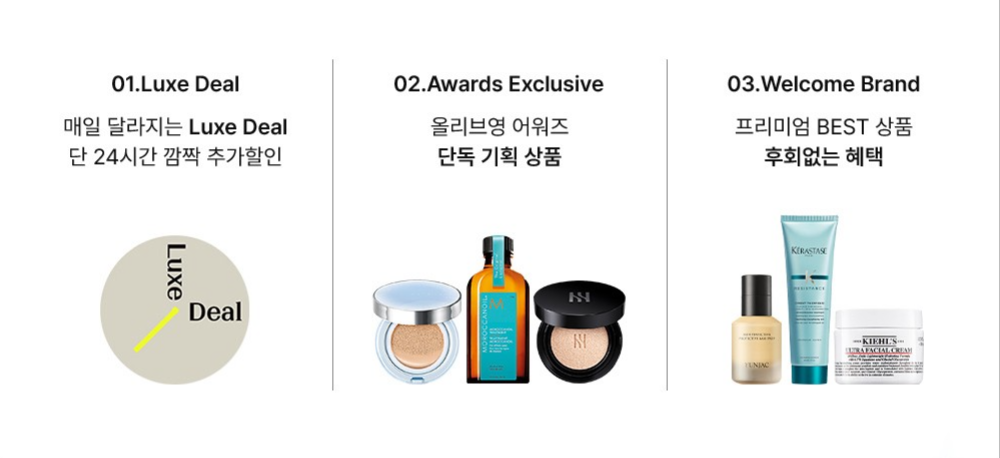 01.Luxe Deal
매일 달라지는 Luxe Deal
단 24시간 깜짝 추가할인
Luxe
Deal
02.Awards Exclusive
올리브영 어워즈
단독 기획 상품
MOROCCANOIL
03.Welcome Brand
프리미엄 BEST 상품
후회없는 혜택
YUNJAC
KÉRASTASE
RESISTANCE
KIEHL'S
ULTRA FACIAL CREAM